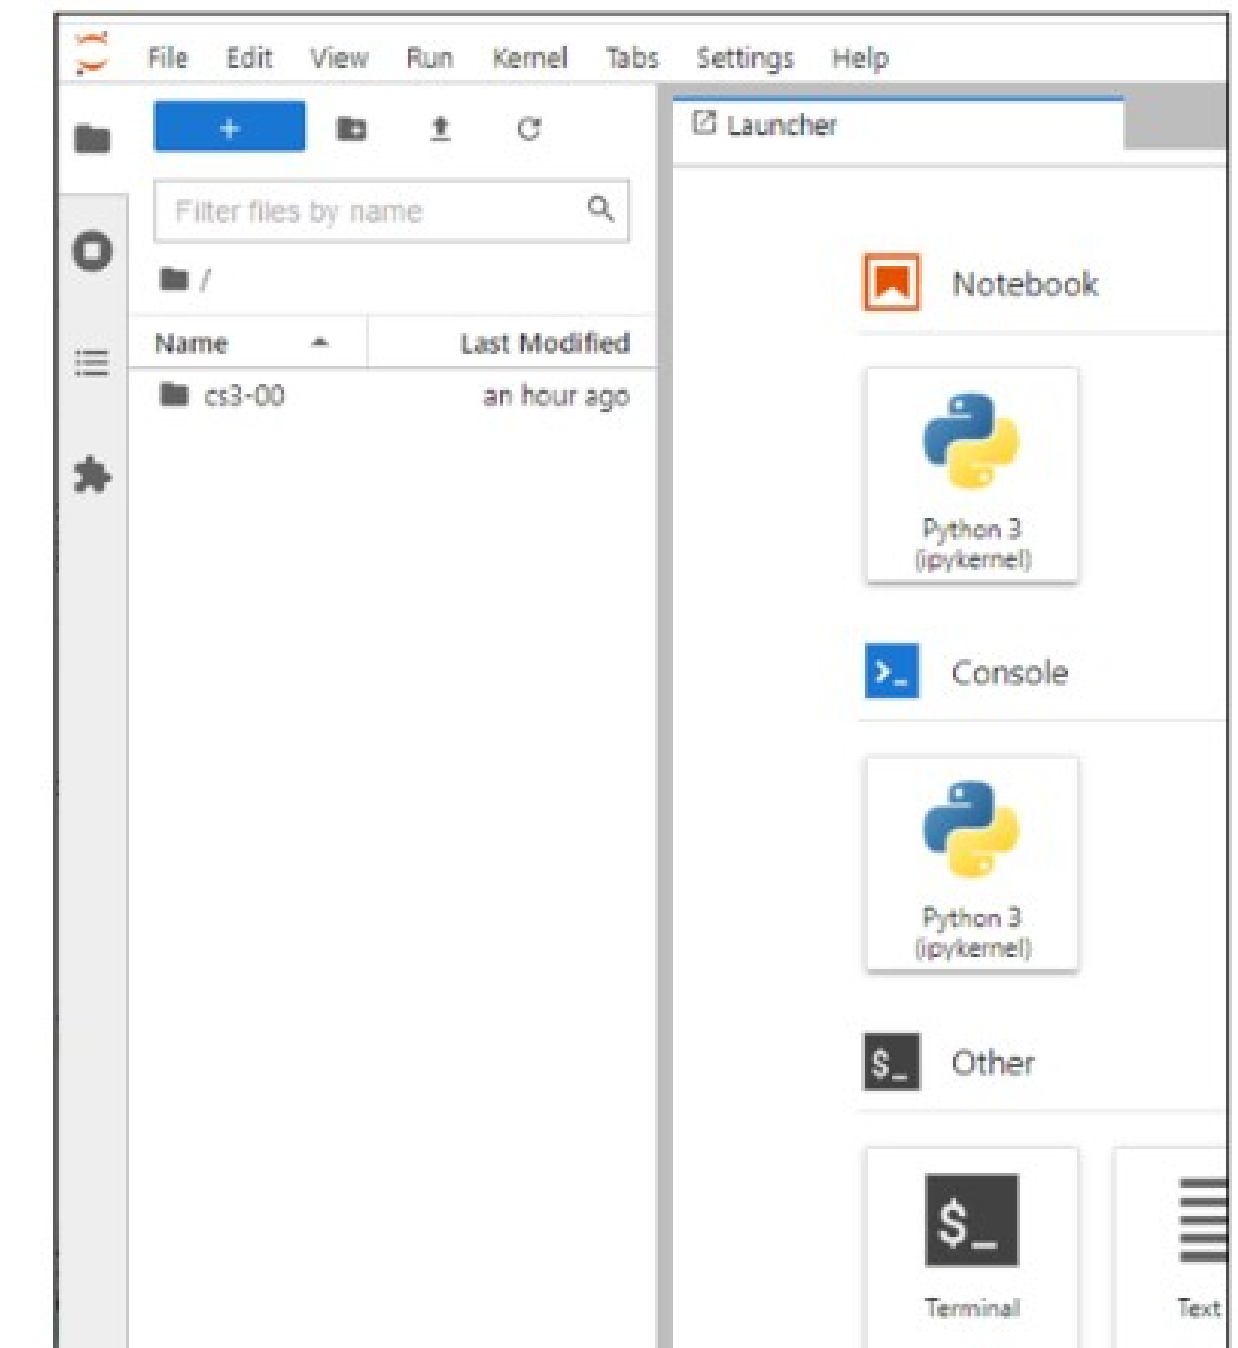 File Edit View Run Kernel Tabs Settings Help
+
Launcher
Filter files by name
/
Name Last Modified
cs3-00 an hour ago
Notebook
Python 3
(ipykernel)
>_ Console
Python 3
(ipykernel)
$_ Other
$_
Terminal
Text